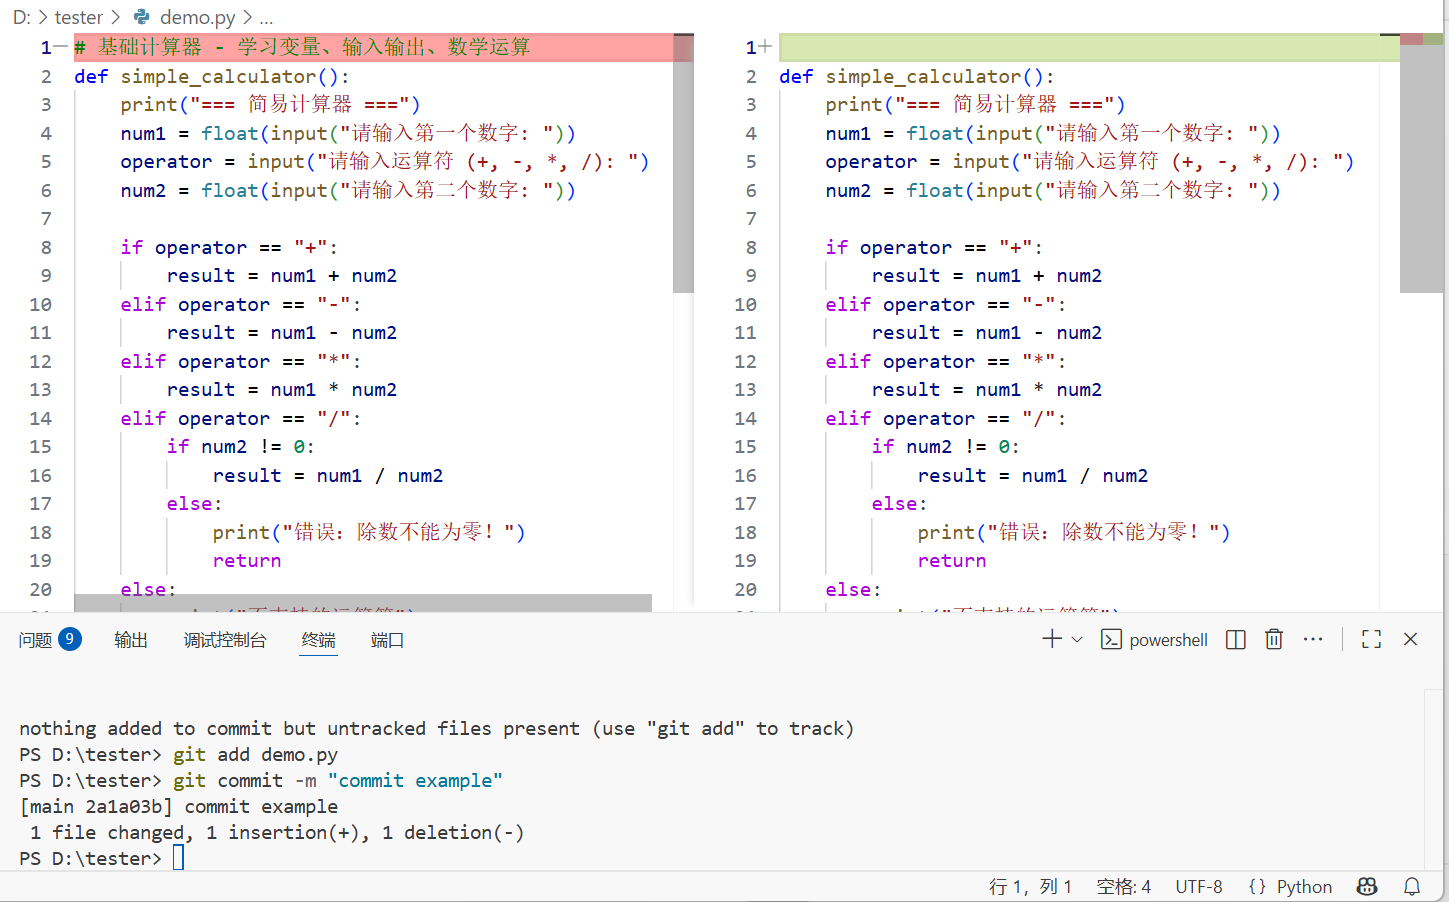 D: > tester > demo.py > ...
1 # 基础计算器 - 学习变量、输入输出、数学运算
2 def simple_calculator():
3 print("=== 简易计算器 ===")
4 num1 = float(input("请输入第一个数字: "))
5 operator = input("请输入运算符 (+, -, *, /): ")
6 num2 = float(input("请输入第二个数字: "))
7
8 if operator == "+":
9 result = num1 + num2
10 elif operator == "-":
11 result = num1 - num2
12 elif operator == "*":
13 result = num1 * num2
14 elif operator == "/":
15 if num2 != 0:
16 result = num1 / num2
17 else:
18 print("错误: 除数不能为零! ")
19 return
20 else:
1
2 def simple_calculator():
3 print("=== 简易计算器 ===")
4 num1 = float(input("请输入第一个数字: "))
5 operator = input("请输入运算符 (+, -, *, /): ")
6 num2 = float(input("请输入第二个数字: "))
7
8 if operator == "+":
9 result = num1 + num2
10 elif operator == "-":
11 result = num1 - num2
12 elif operator == "*":
13 result = num1 * num2
14 elif operator == "/":
15 if num2 != 0:
16 result = num1 / num2
17 else:
18 print("错误: 除数不能为零! ")
19 return
20 else:
问题 9 输出 调试控制台 终端 端口 powershell
nothing added to commit but untracked files present (use "git add" to track)
PS D:\tester> git add demo.py
PS D:\tester> git commit -m "commit example"
[main 2a1a03b] commit example
1 file changed, 1 insertion(+), 1 deletion(-)
PS D:\tester>
行 1, 列 1 空格: 4 UTF-8 {} Python